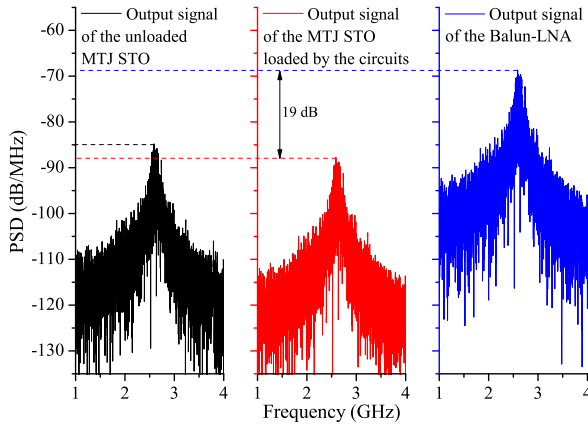 Output signal
of the unloaded
MTJ STO
Output signal
of the MTJ STO
loaded by the circuits
Output signal
of the Balun-LNA
19 dB
PSD (dB/MHz)
-50
-60
-70
-80
-90
-100
-110
-120
-130
1 2 3 4
1 2 3 4
1 2 3 4
Frequency (GHz)